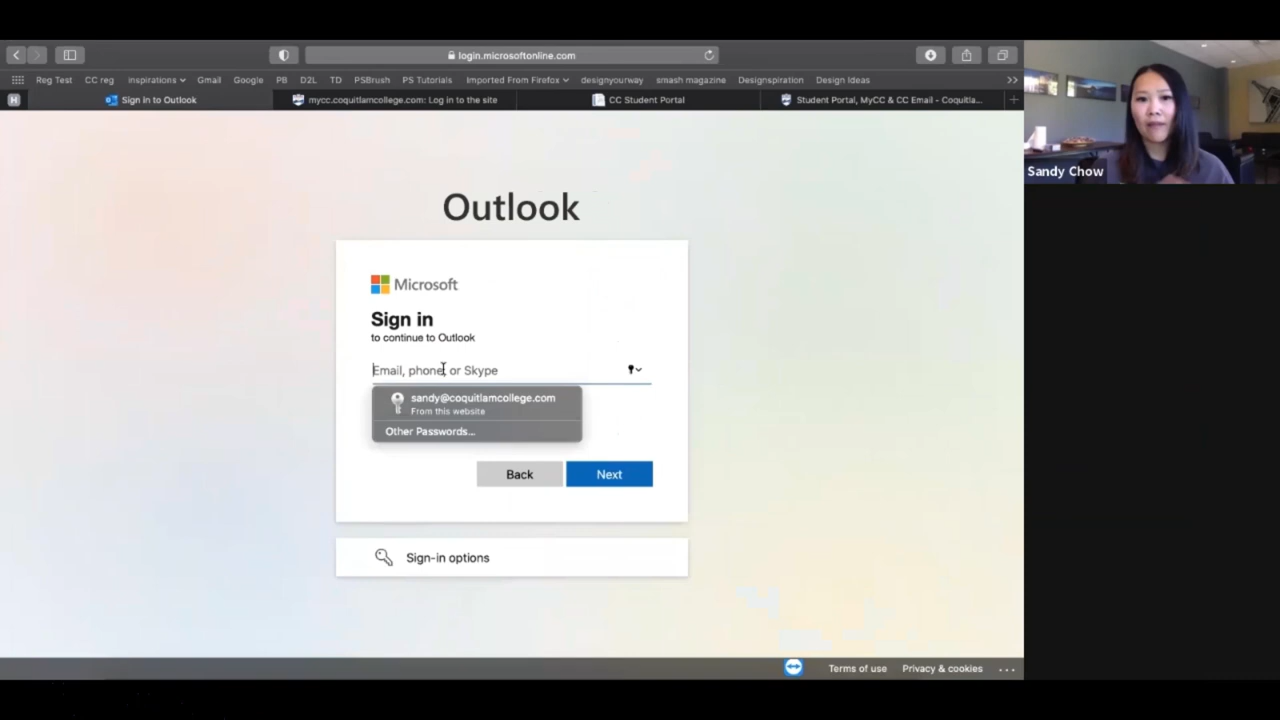 login.microsoftonline.com
Reg Test CC reg inspirations Gmail Google PB D2L TD PSBrush PS Tutorials Imported From Firefox designyourway smash magazine Designspiration Design Ideas
H Sign in to Outlook mycc.coquitlamcollege.com: Log in to the site CC Student Portal Student Portal, MyCC & CC Email - Coquitla...
Sandy Chow
Outlook
Microsoft
Sign in
to continue to Outlook
Email, phone, or Skype
sandy@coquitlamcollege.com
From this website
Other Passwords...
Back Next
Sign-in options
Terms of use Privacy & cookies ...